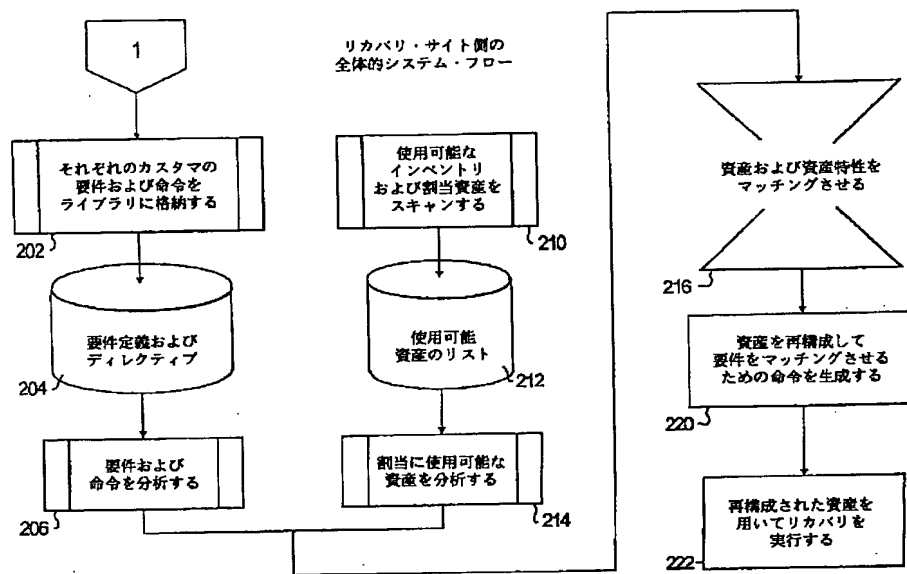 1
リカバリ・サイト側の
全体的システム・フロー
それぞれのカスタマの
要件および命令を
ライブラリに格納する
202
要件定義および
ディレクティブ
204
要件および
命令を分析する
206
使用可能な
インベントリ
および割当資産を
スキャンする
210
使用可能
資産のリスト
212
割当に使用可能な
資産を分析する
214
資産および資産特性を
マッチングさせる
216
資産を再構成して
要件をマッチングさせる
ための命令を生成する
220
再構成された資産を
用いてリカバリを
実行する
222